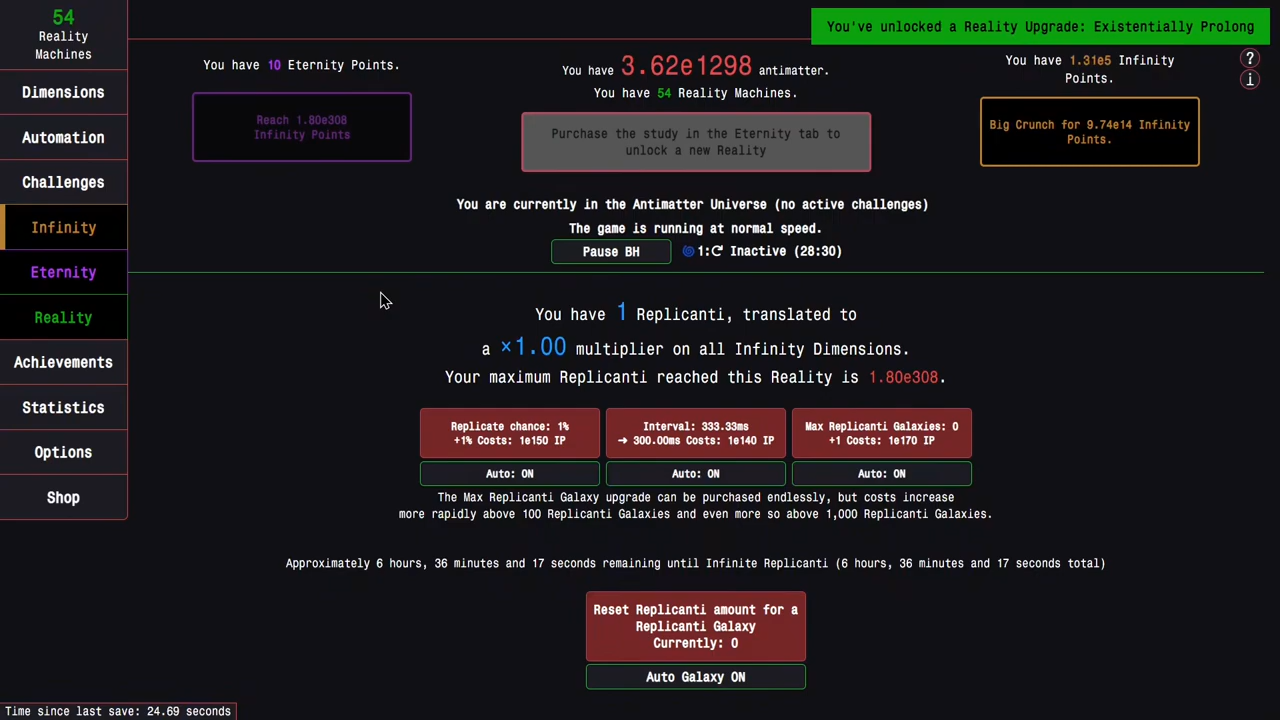 54
Reality
Machines
Dimensions
Automation
Challenges
Infinity
Eternity
Reality
Achievements
Statistics
Options
Shop
You've unlocked a Reality Upgrade: Existentially Prolong
You have 10 Eternity Points.
Reach 1.80e308
Infinity Points
You have 3.62e1298 antimatter.
You have 54 Reality Machines.
Purchase the study in the Eternity tab to
unlock a new Reality
You have 1.31e5 Infinity
Points.
Big Crunch for 9.74e14 Infinity
Points.
?
i
You are currently in the Antimatter Universe (no active challenges)
The game is running at normal speed.
Pause BH
1: Inactive (28:30)
You have 1 Replicanti, translated to
a ×1.00 multiplier on all Infinity Dimensions.
Your maximum Replicanti reached this Reality is 1.80e308.
Replicate chance: 1%
+1% Costs: 1e150 IP
Auto: ON
Interval: 333.33ms
➞ 300.00ms Costs: 1e140 IP
Auto: ON
Max Replicanti Galaxies: 0
+1 Costs: 1e170 IP
Auto: ON
The Max Replicanti Galaxy upgrade can be purchased endlessly, but costs increase
more rapidly above 100 Replicanti Galaxies and even more so above 1,000 Replicanti Galaxies.
Approximately 6 hours, 36 minutes and 17 seconds remaining until Infinite Replicanti (6 hours, 36 minutes and 17 seconds total)
Reset Replicanti amount for a
Replicanti Galaxy
Currently: 0
Auto Galaxy ON
Time since last save: 24.69 seconds